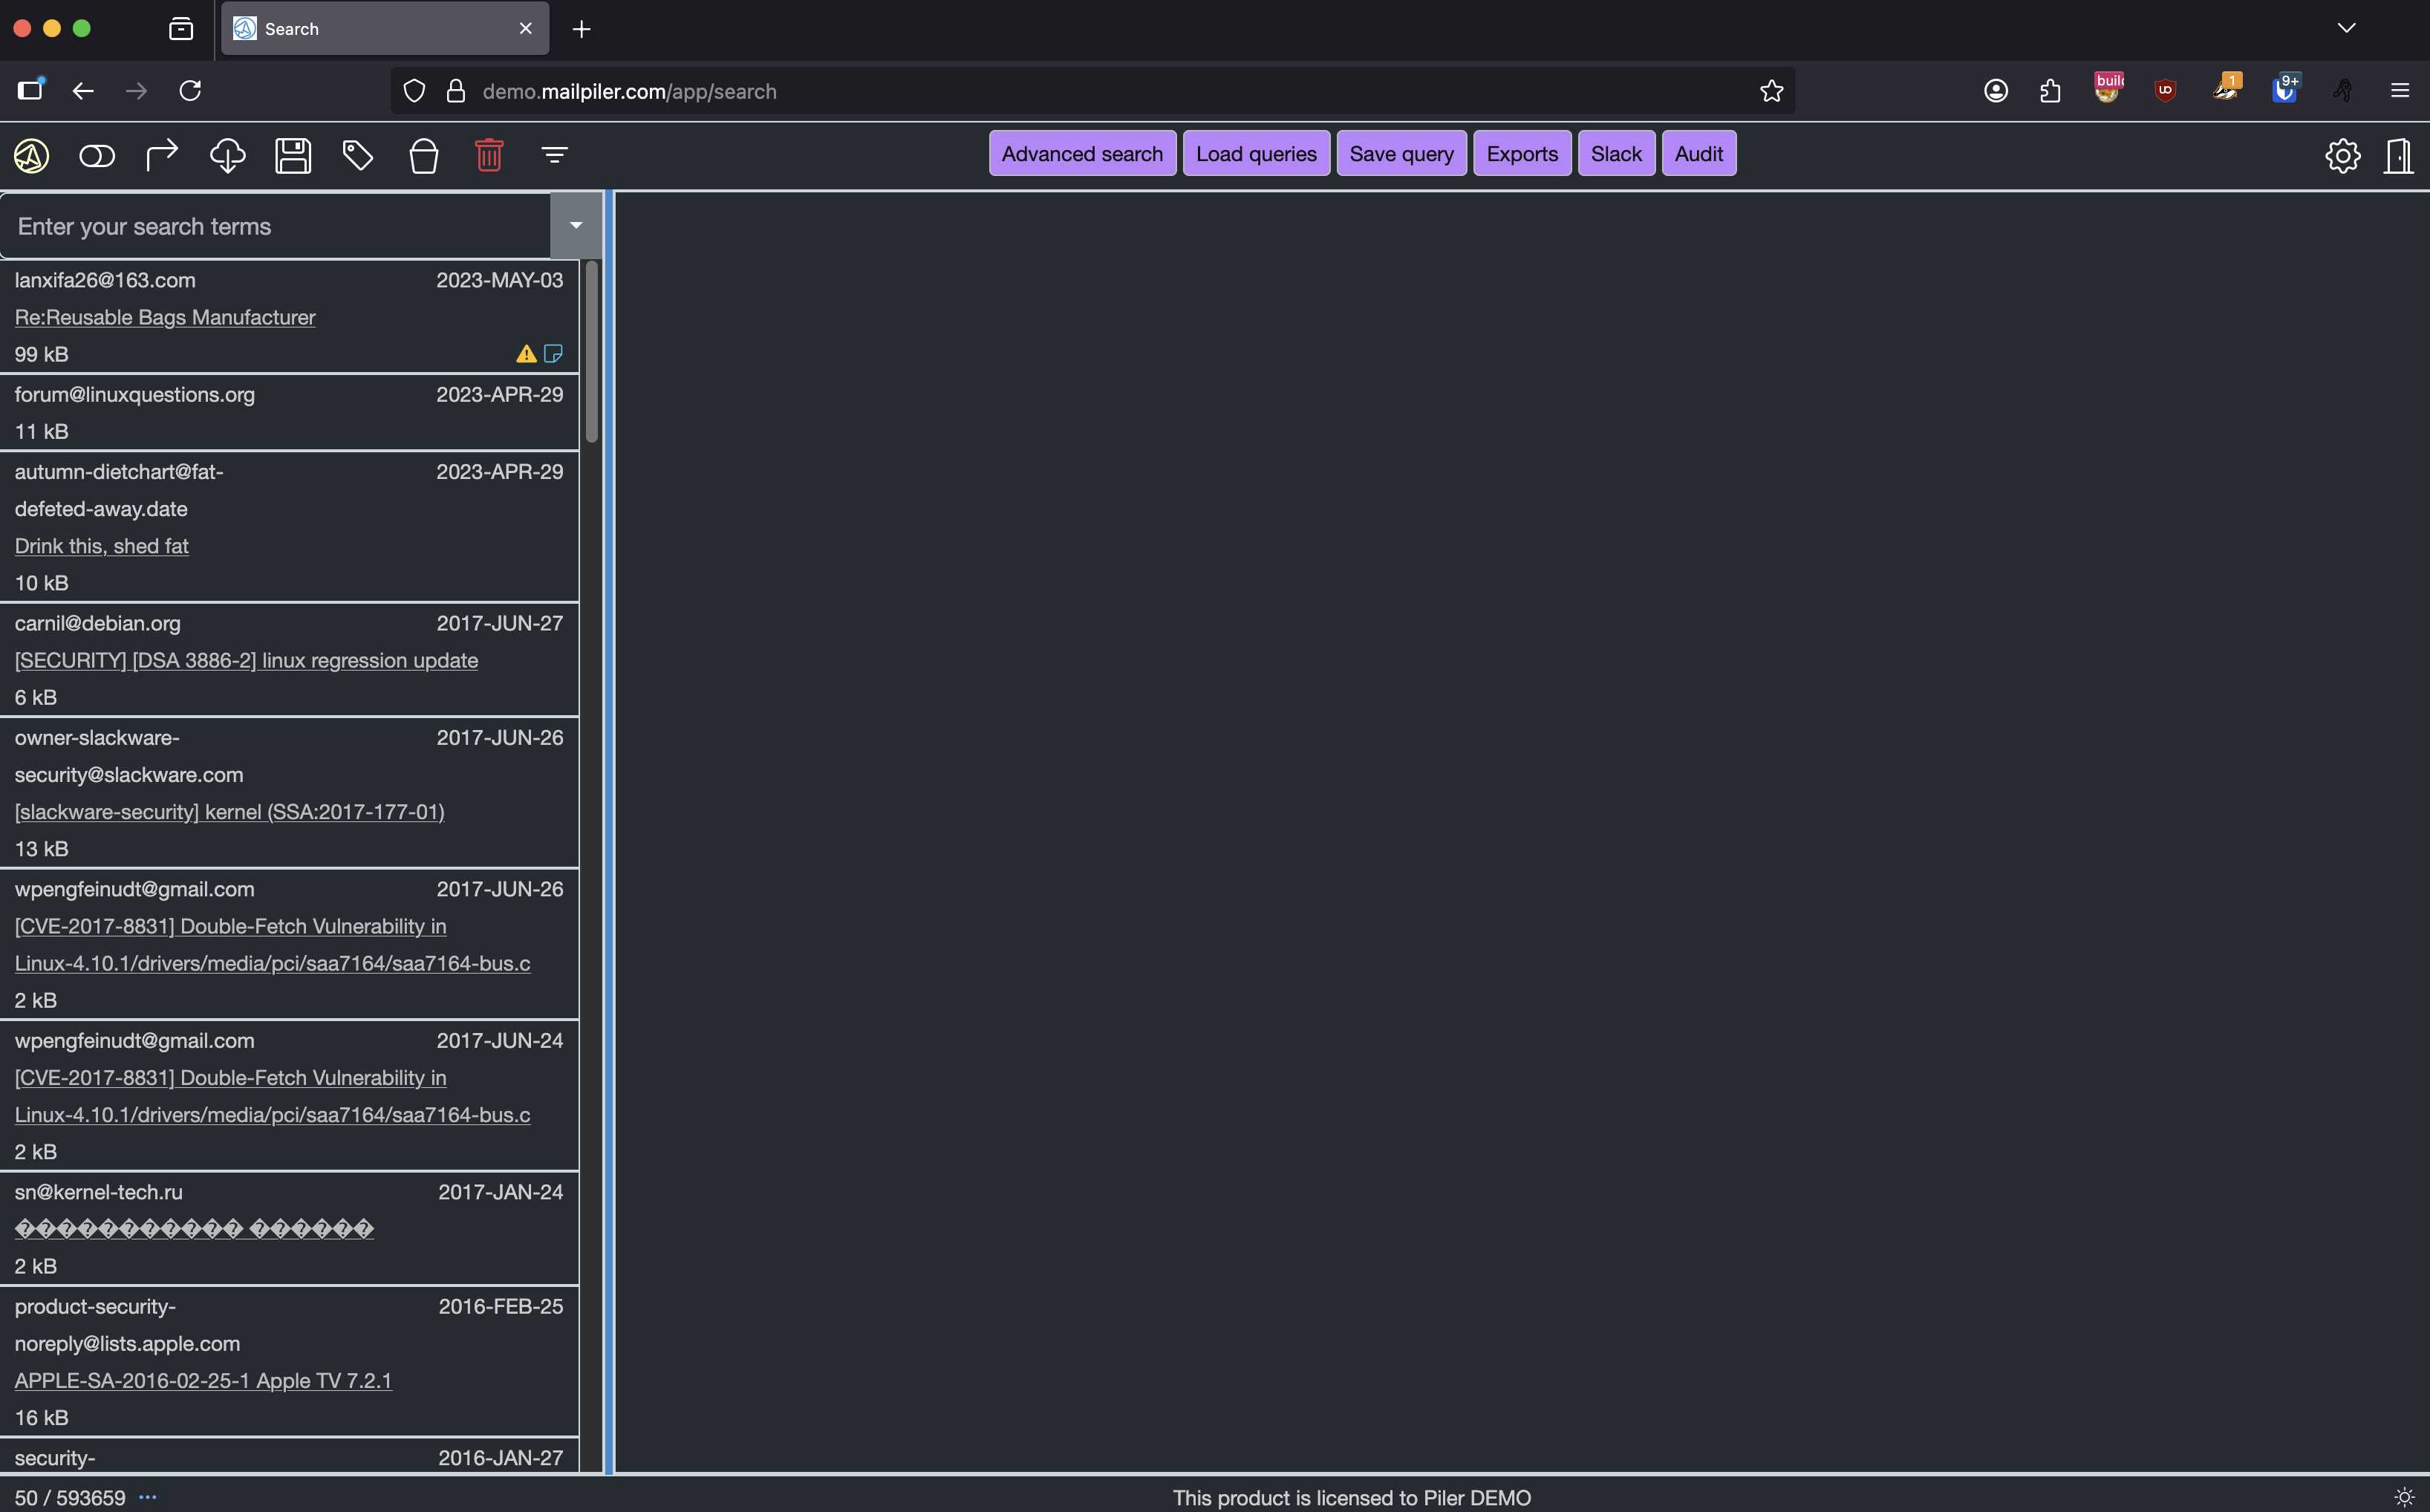 Search
demo.mailpiler.com/app/search
build
1
9+
Advanced search
Load queries
Save query
Exports
Slack
Audit
Enter your search terms
lanxifa26@163.com 2023-MAY-03
Re:Reusable Bags Manufacturer
99 kB
forum@linuxquestions.org 2023-APR-29
11 kB
autumn-dietchart@fat- 2023-APR-29
defeted-away.date
Drink this, shed fat
10 kB
carnil@debian.org 2017-JUN-27
[SECURITY] [DSA 3886-2] linux regression update
6 kB
owner-slackware- 2017-JUN-26
security@slackware.com
[slackware-security] kernel (SSA:2017-177-01)
13 kB
wpengfeinudt@gmail.com 2017-JUN-26
[CVE-2017-8831] Double-Fetch Vulnerability in
Linux-4.10.1/drivers/media/pci/saa7164/saa7164-bus.c
2 kB
wpengfeinudt@gmail.com 2017-JUN-24
[CVE-2017-8831] Double-Fetch Vulnerability in
Linux-4.10.1/drivers/media/pci/saa7164/saa7164-bus.c
2 kB
sn@kernel-tech.ru 2017-JAN-24
����������� ������
2 kB
product-security- 2016-FEB-25
noreply@lists.apple.com
APPLE-SA-2016-02-25-1 Apple TV 7.2.1
16 kB
security- 2016-JAN-27
50 / 593659 ···
This product is licensed to Piler DEMO